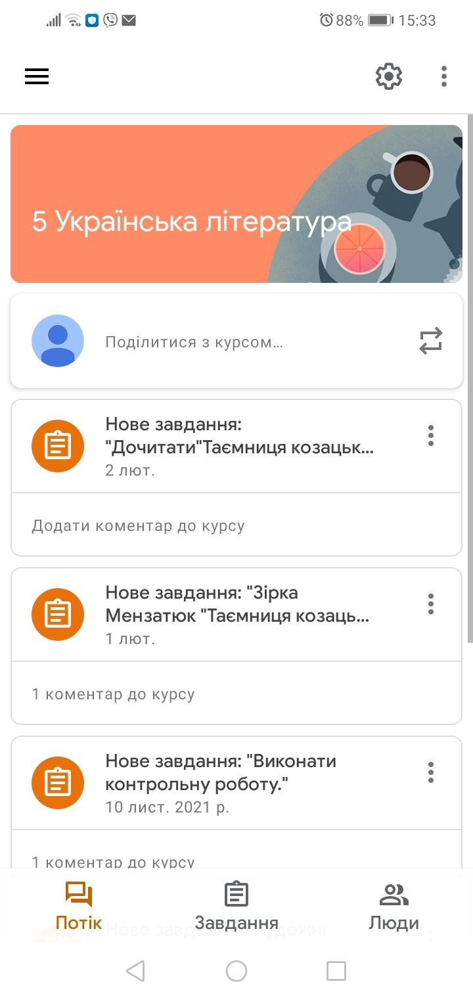 88% 15:33
5 Українська література
Поділитися з курсом…
Нове завдання:
"Дочитати"Таємниця козацьк...
2 лют.
Додати коментар до курсу
Нове завдання: "Зірка
Мензатюк "Таємниця козаць...
1 лют.
1 коментар до курсу
Нове завдання: "Виконати
контрольну роботу."
10 лист. 2021 р.
1 коментар до курсу
Нове завдання: "Художні
Потік Завдання Люди